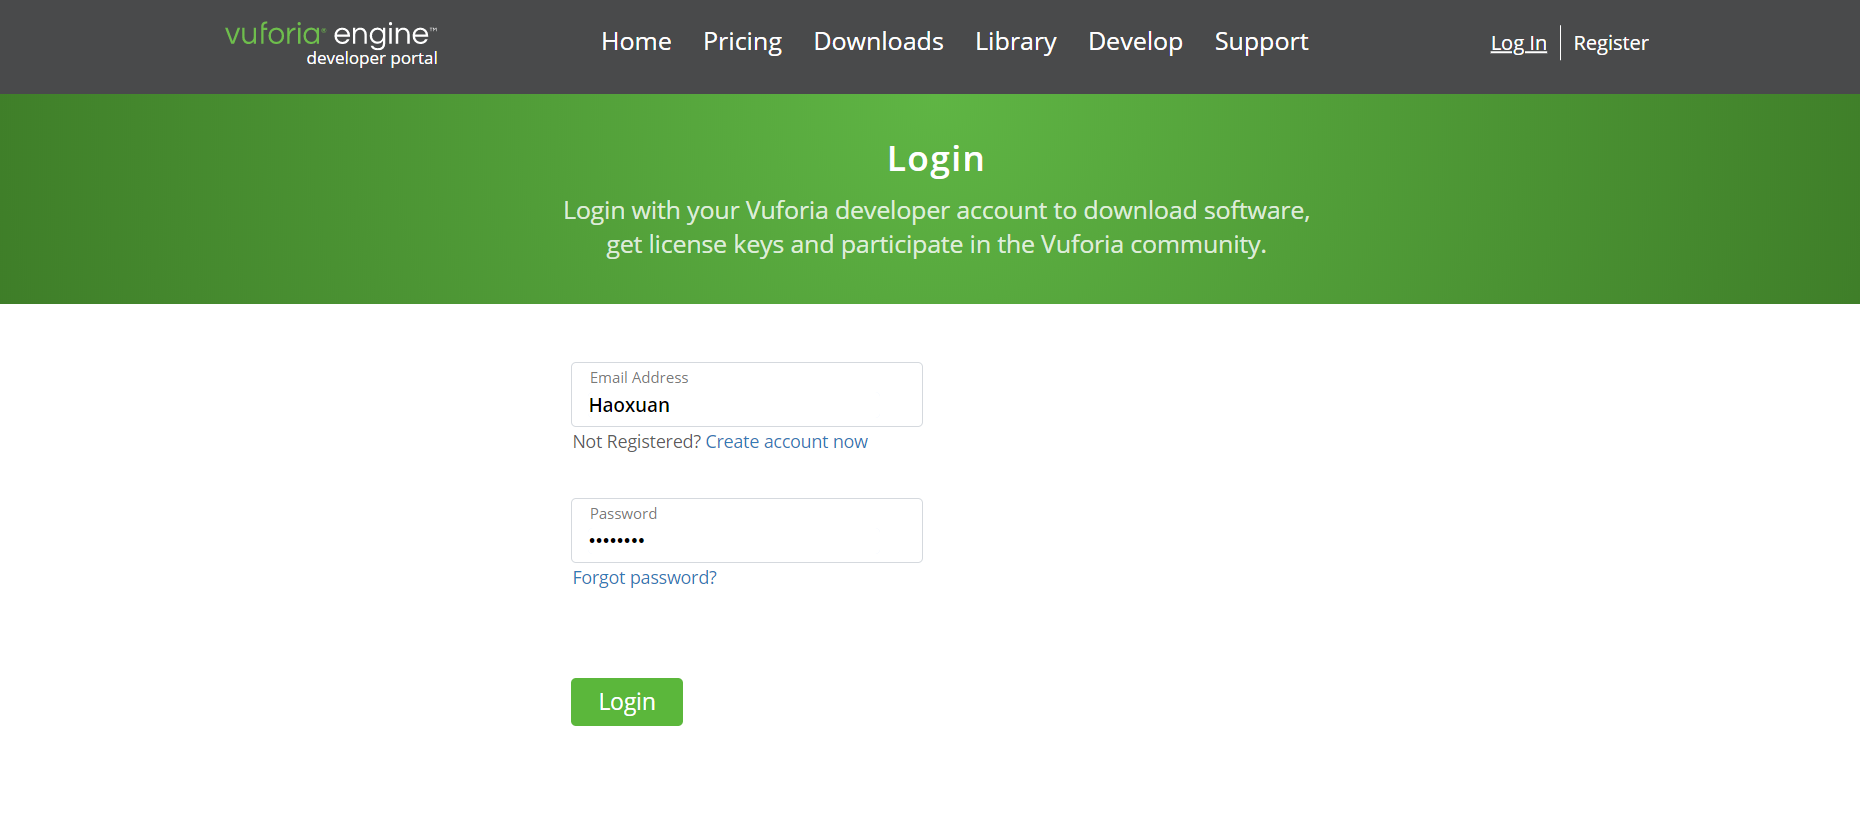 vuforia® engine™
developer portal
Home Pricing Downloads Library Develop Support
Log In Register
Login
Login with your Vuforia developer account to download software,
get license keys and participate in the Vuforia community.
Email Address
Haoxuan
Not Registered? Create account now
Password
••••••••
Forgot password?
Login